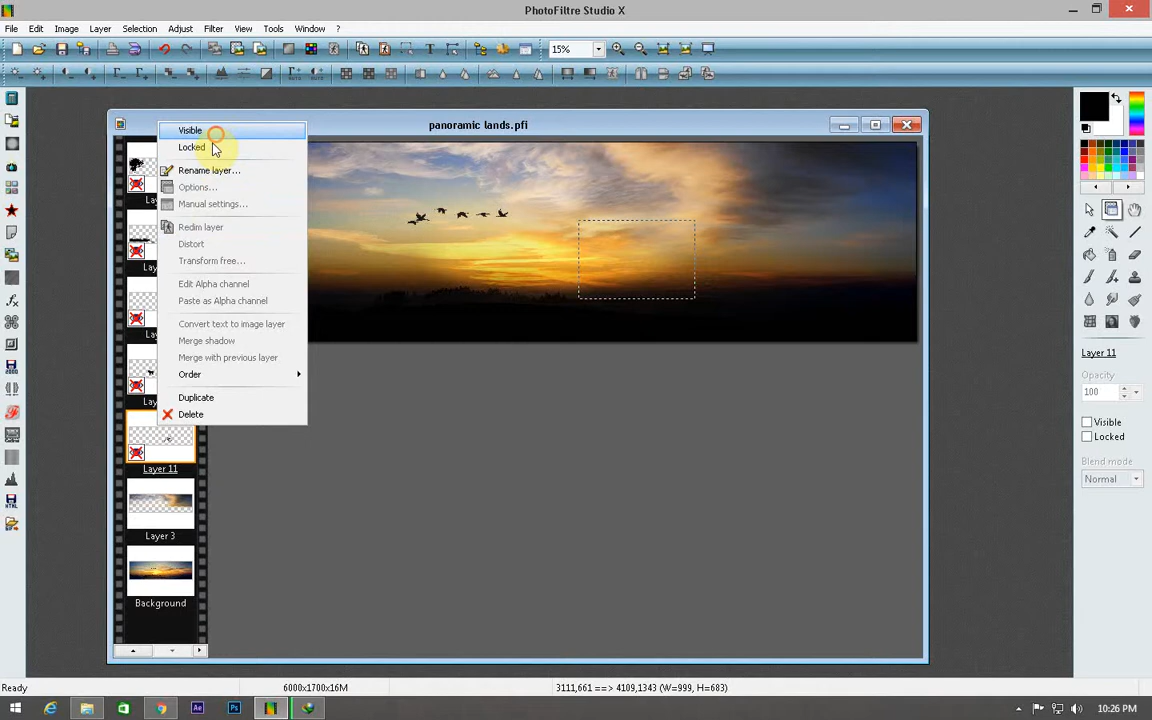 PhotoFiltre Studio X
File Edit Image Layer Selection Adjust Filter View Tools Window ?
15%
panoramic lands.pfi
Visible
Locked
Rename layer...
Options...
Manual settings...
Redim layer
Distort
Transform free...
Edit Alpha channel
Paste as Alpha channel
Convert text to image layer
Merge shadow
Merge with previous layer
Order
Duplicate
Delete
Layer 11
Layer 3
Background
Layer 11
Opacity
100
Visible
Locked
Blend mode
Normal
Ready
6000x1700x16M
3111,661 ==> 4109,1343 (W=999, H=683)
Ae
Ps
10:26 PM